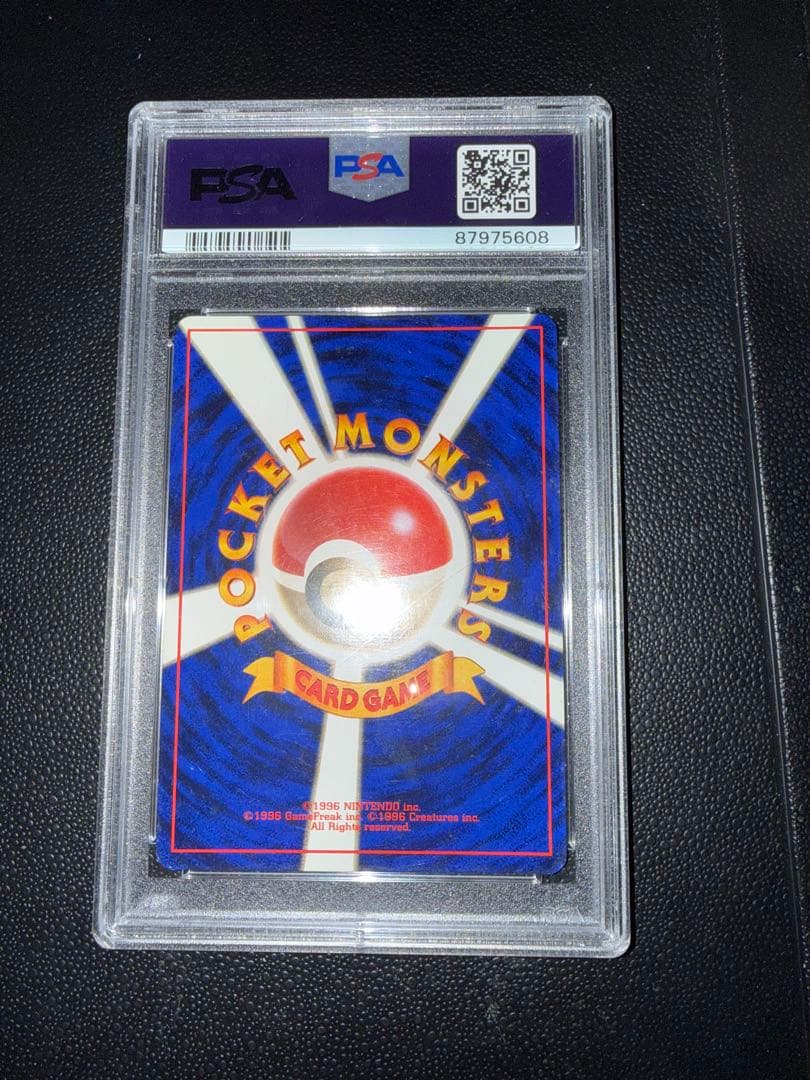 PSA
PSA
87975608
POCKET MONSTERS
CARD GAME
©1996 NINTENDO inc.
©1996 GameFreak inc. ©1996 Creatures inc.
All Rights reserved.
PSA